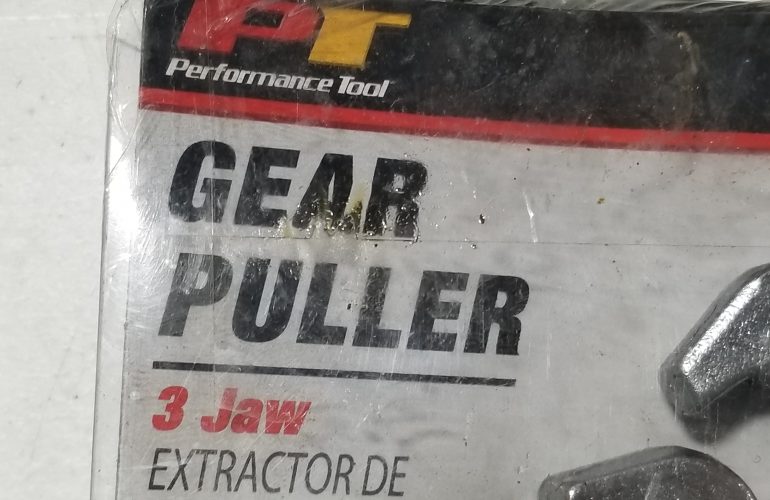 PT
Performance Tool
GEAR
PULLER
3 Jaw
EXTRACTOR DE